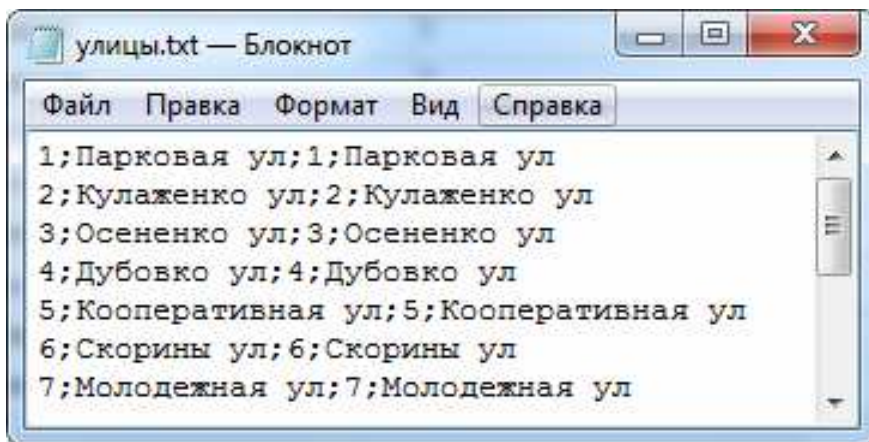 улицы.txt — Блокнот
Файл Правка Формат Вид Справка
1;Парковая ул;1;Парковая ул
2;Кулаженко ул;2;Кулаженко ул
3;Осененко ул;3;Осененко ул
4;Дубовко ул;4;Дубовко ул
5;Кооперативная ул;5;Кооперативная ул
6;Скорины ул;6;Скорины ул
7;Молодежная ул;7;Молодежная ул